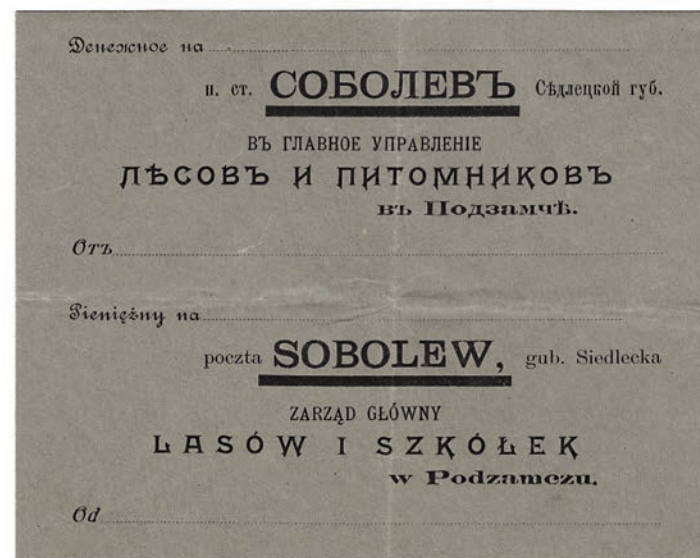 Денежное на
п. ст. СОБОЛЕВЪ Сѣдлецкой губ.
ВЪ ГЛАВНОЕ УПРАВЛЕНІЕ
ЛѢСОВЪ И ПИТОМНИКОВЪ
въ Подзамчѣ.
Отъ
Pieniężny na
poczta SOBOLEW, gub. Siedlecka
ZARZĄD GŁÓWNY
LASÓW I SZKÓŁEK
w Podzamczu.
Od